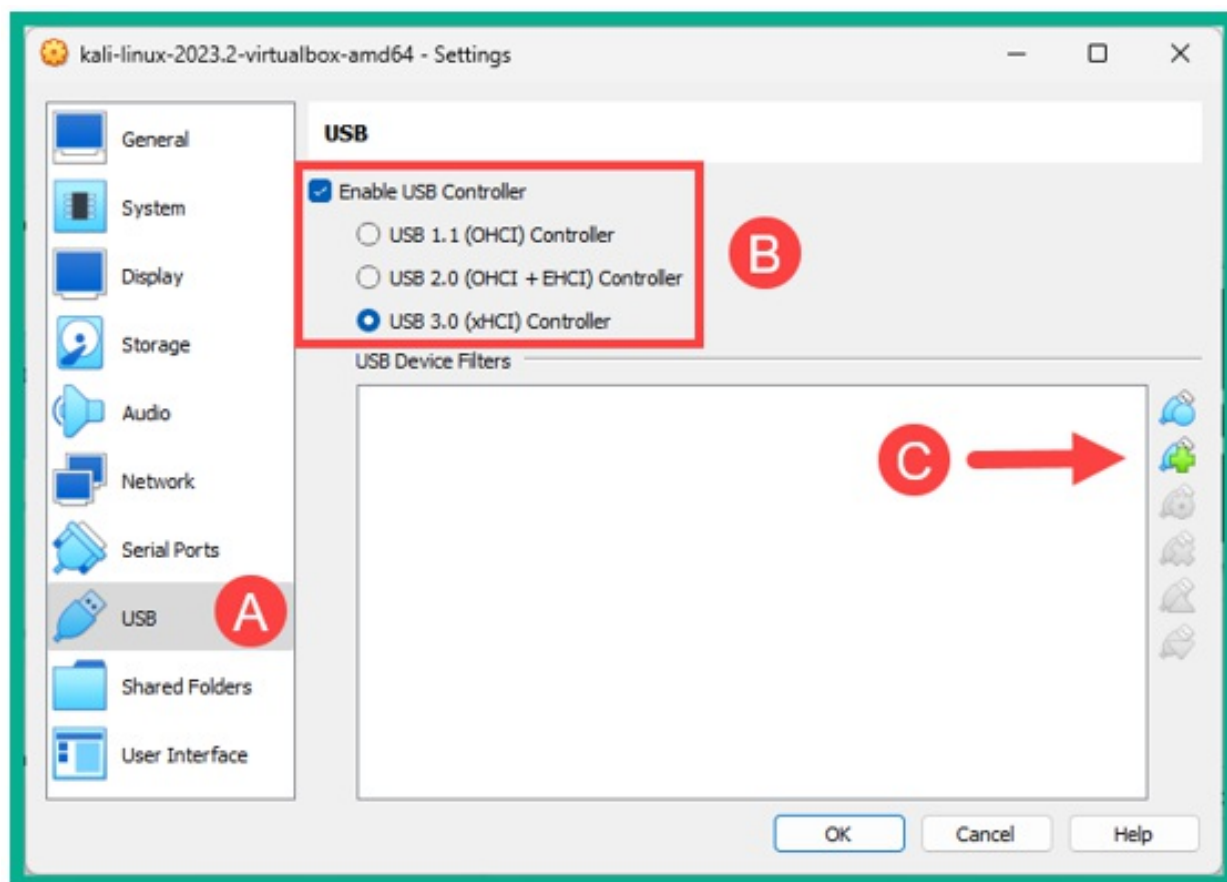 kali-linux-2023.2-virtualbox-amd64 - Settings
General
System
Display
Storage
Audio
Network
Serial Ports
USB
A
Shared Folders
User Interface
USB
Enable USB Controller
USB 1.1 (OHCI) Controller
USB 2.0 (OHCI + EHCI) Controller
USB 3.0 (xHCI) Controller
B
USB Device Filters
C
OK
Cancel
Help